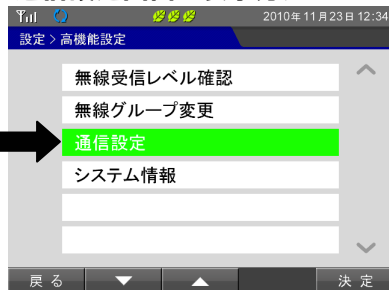 2010年11月23日 12:34
設定 > 高機能設定
無線受信レベル確認
無線グループ変更
通信設定
システム情報
戻る ▼ ▲ 決定